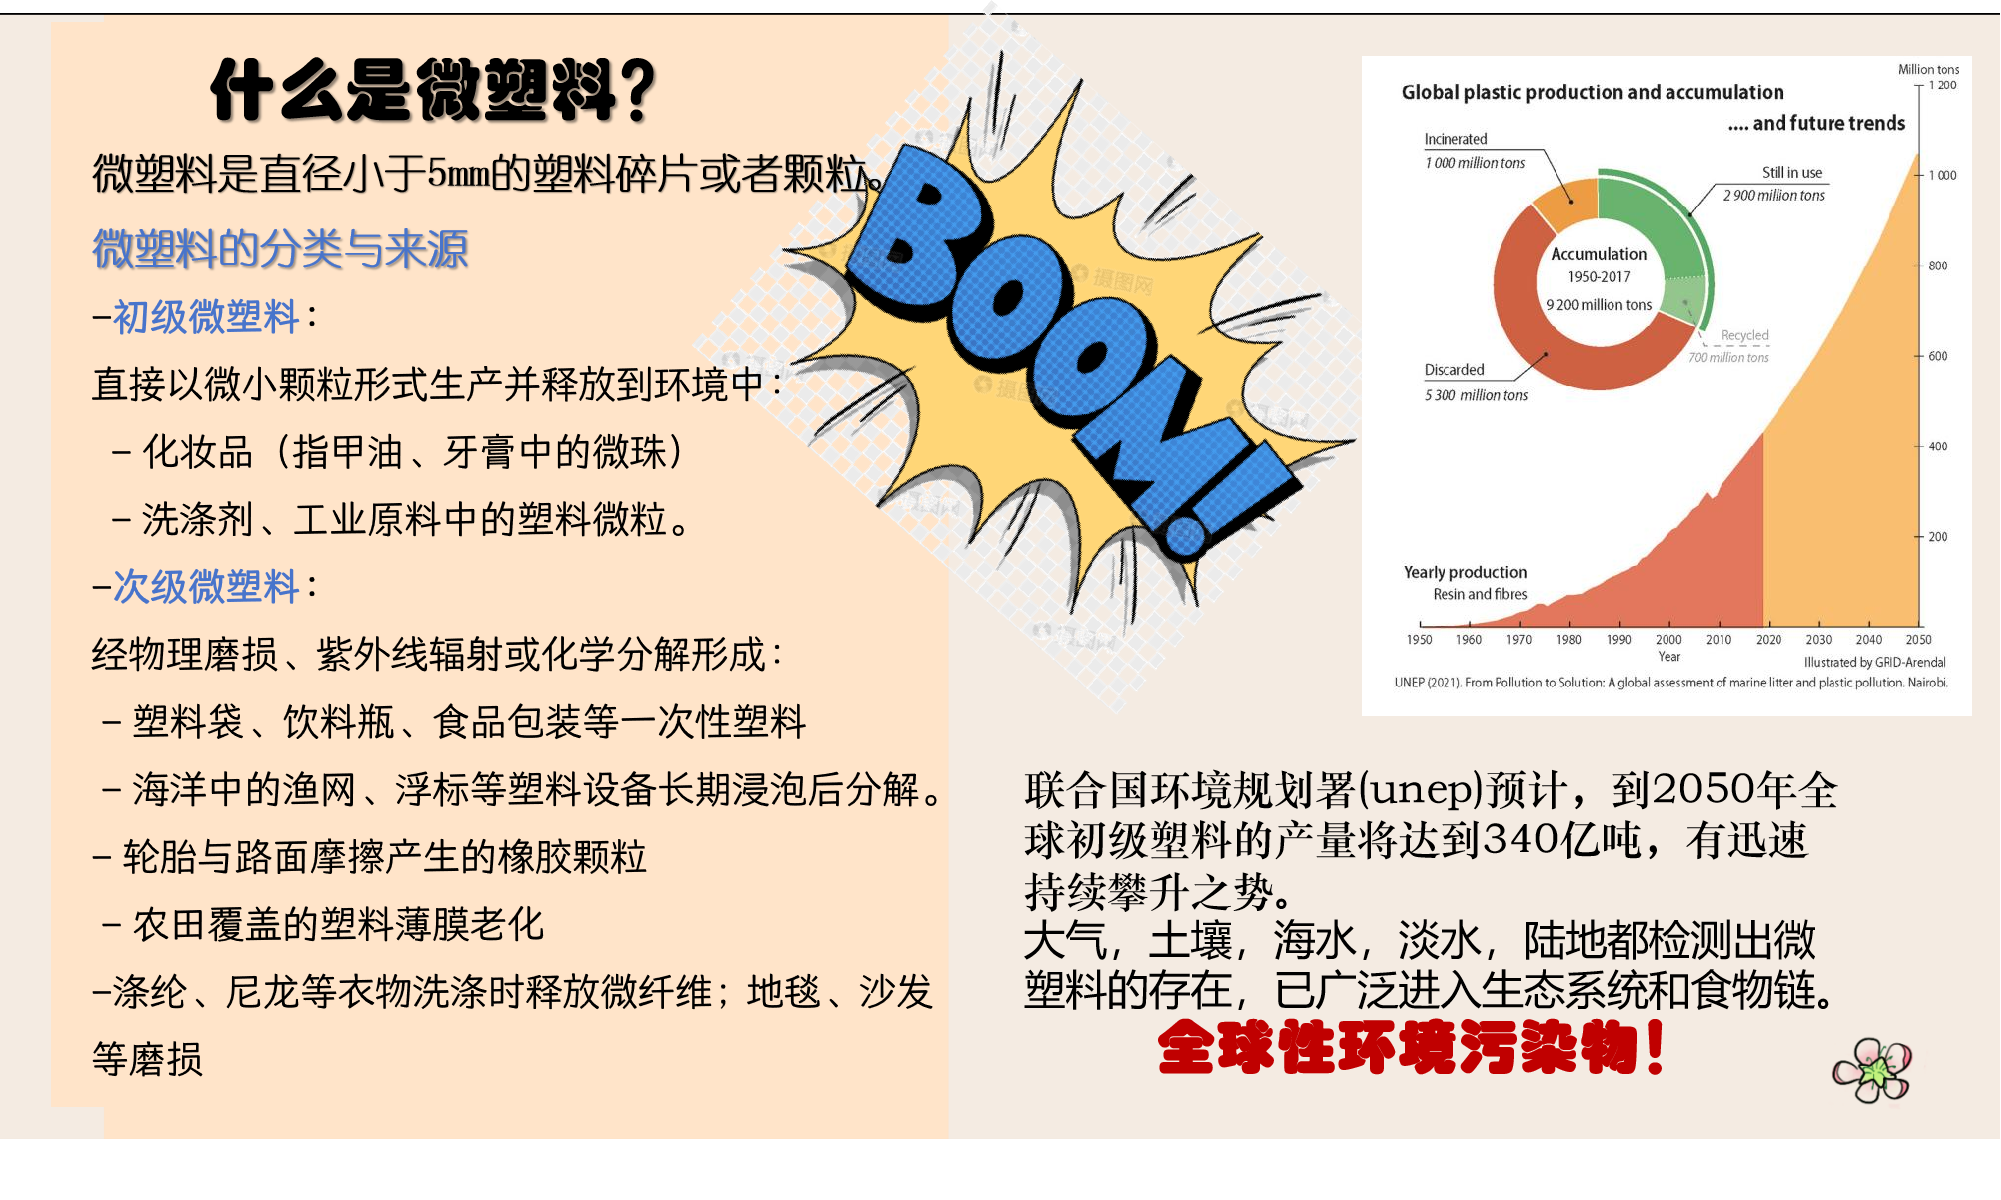 什么是微塑料?
微塑料是直径小于5mm的塑料碎片或者颗粒。
微塑料的分类与来源
–初级微塑料：
直接以微小颗粒形式生产并释放到环境中：
– 化妆品（指甲油、牙膏中的微珠）
– 洗涤剂、工业原料中的塑料微粒。
–次级微塑料：
经物理磨损、紫外线辐射或化学分解形成：
– 塑料袋、饮料瓶、食品包装等一次性塑料
– 海洋中的渔网、浮标等塑料设备长期浸泡后分解。
– 轮胎与路面摩擦产生的橡胶颗粒
– 农田覆盖的塑料薄膜老化
–涤纶、尼龙等衣物洗涤时释放微纤维；地毯、沙发
等磨损
BOOM!
摄图网
摄图网
Million tons
Global plastic production and accumulation
.... and future trends
Incinerated
1 000 million tons
Still in use
2 900 million tons
Accumulation
1950-2017
9 200 million tons
Recycled
700 million tons
Discarded
5 300 million tons
1 200
1 000
800
600
400
200
Yearly production
Resin and fibres
1950 1960 1970 1980 1990 2000 2010 2020 2030 2040 2050
Year
Illustrated by GRID-Arendal
UNEP (2021). From Pollution to Solution: A global assessment of marine litter and plastic pollution. Nairobi.
联合国环境规划署(unep)预计，到2050年全
球初级塑料的产量将达到340亿吨，有迅速
持续攀升之势。
大气，土壤，海水，淡水，陆地都检测出微
塑料的存在，已广泛进入生态系统和食物链。
全球性环境污染物！